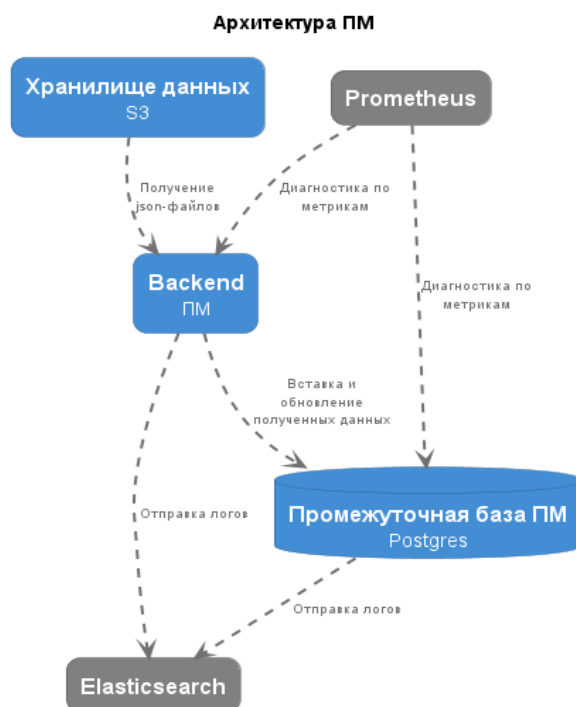 Архитектура ПМ
Хранилище данных
S3
Prometheus
Получение
json-файлов
Диагностика по
метрикам
Backend
ПМ
Диагностика по
метрикам
Вставка и
обновление
полученных данных
Отправка логов
Промежуточная база ПМ
Postgres
Отправка логов
Elasticsearch